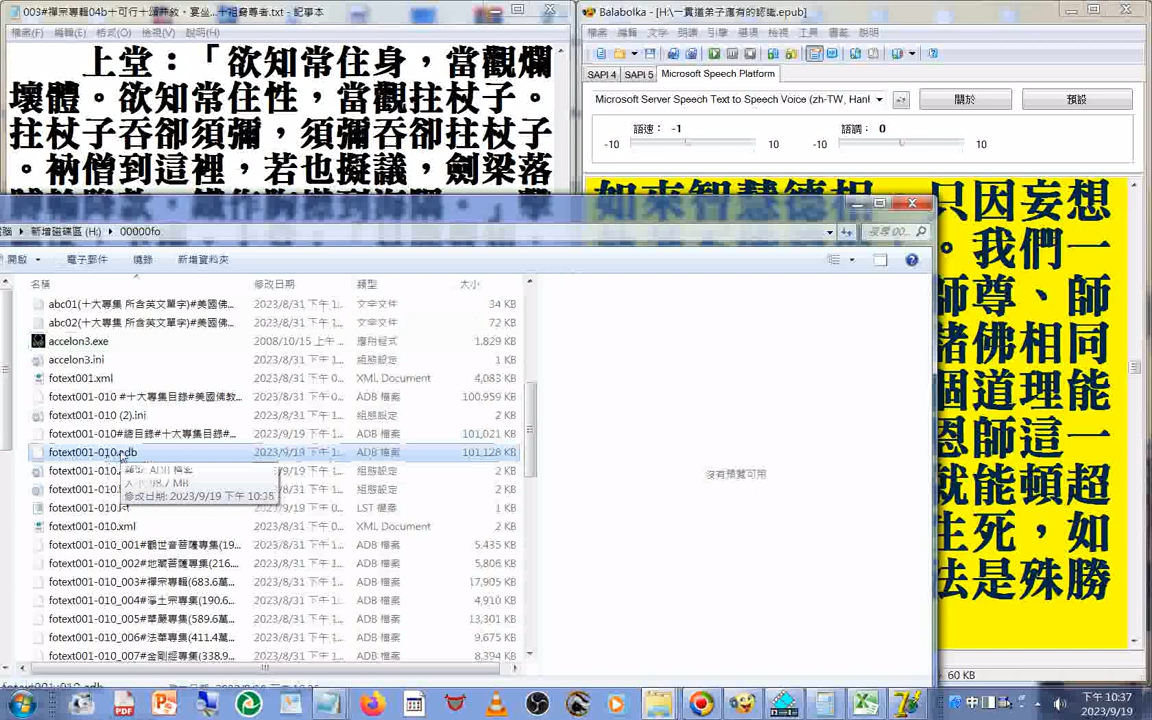 003#禪宗專輯04b十可行十頌并敘、宴坐...十祖裔尊者.txt - 記事本
檔案(F) 編輯(E) 格式(O) 檢視(V) 說明(H)
上堂：「欲知常住身，當觀爛
壞體。欲知常住性，當觀拄杖子。
拄杖子吞卻須彌，須彌吞卻拄杖子
。衲僧到這裡，若也擬議，劍梁落
Balabolka - [H:\一貫道弟子應有的認識.epub]
檔案 編輯 文字 朗讀 引擎 選項 檢視 工具 書籤 說明
SAPI 4 SAPI 5 Microsoft Speech Platform
Microsoft Server Speech Text to Speech Voice (zh-TW, Hanl
關於 預設
語速： -1 語調： 0
-10 10 -10 10
如來智慧德相 只因妄想
。我們一
師尊、師
諸佛相同
個道理能
恩師這一
就能頓超
生死，如
法是殊勝
腦 新增磁碟區 (H:) 00000fo
搜尋 00...
開啟 電子郵件 燒錄 新增資料夾
名稱 修改日期 類型 大小
abc01(十大專集 所含英文單字)#美國佛... 2023/8/31 下午 1... 文字文件 34 KB
abc02(十大專集 所含英文單字)#美國佛... 2023/8/31 下午 1... 文字文件 72 KB
accelon3.exe 2008/10/15 上午 ... 應用程式 1,829 KB
accelon3.ini 2023/8/31 下午 1... 組態設定 1 KB
fotext001.xml 2023/8/31 下午 0... XML Document 4,083 KB
fotext001-010 #十大專集目錄#美國佛教... 2023/8/31 下午 0... ADB 檔案 100,959 KB
fotext001-010 (2).ini 2023/8/31 下午 0... 組態設定 2 KB
fotext001-010#總目錄#十大專集目錄#... 2023/9/19 下午 1... ADB 檔案 101,021 KB
fotext001-010.adb 2023/9/19 下午 1... ADB 檔案 101,128 KB
fotext001-010. /9/19 下午 1... 組態設定 2 KB
fotext001-010. 組態設定 2 KB
類型: ADB 檔案
大小: 98.7 MB
修改日期: 2023/9/19 下午 10:35
fotext001-010.lst 2023/8/31 下午 0... LST 檔案 1 KB
fotext001-010.xml 2023/8/31 下午 0... XML Document 2 KB
fotext001-010_001#觀世音菩薩專集(19... 2023/8/31 下午 1... ADB 檔案 5,435 KB
fotext001-010_002#地藏菩薩專集(216... 2023/8/31 下午 1... ADB 檔案 5,806 KB
fotext001-010_003#禪宗專輯(683.6萬... 2023/8/31 下午 1... ADB 檔案 17,905 KB
fotext001-010_004#淨土宗專集(190.6... 2023/8/31 下午 1... ADB 檔案 4,910 KB
fotext001-010_005#華嚴專集(589.6萬... 2023/8/31 下午 1... ADB 檔案 13,301 KB
fotext001-010_006#法華專集(411.4萬... 2023/8/31 下午 1... ADB 檔案 9,675 KB
fotext001-010_007#金剛經專集(338.9... 2023/8/31 下午 1... ADB 檔案 8,394 KB
沒有預覽可用
60 KB
下午 10:37
2023/9/19